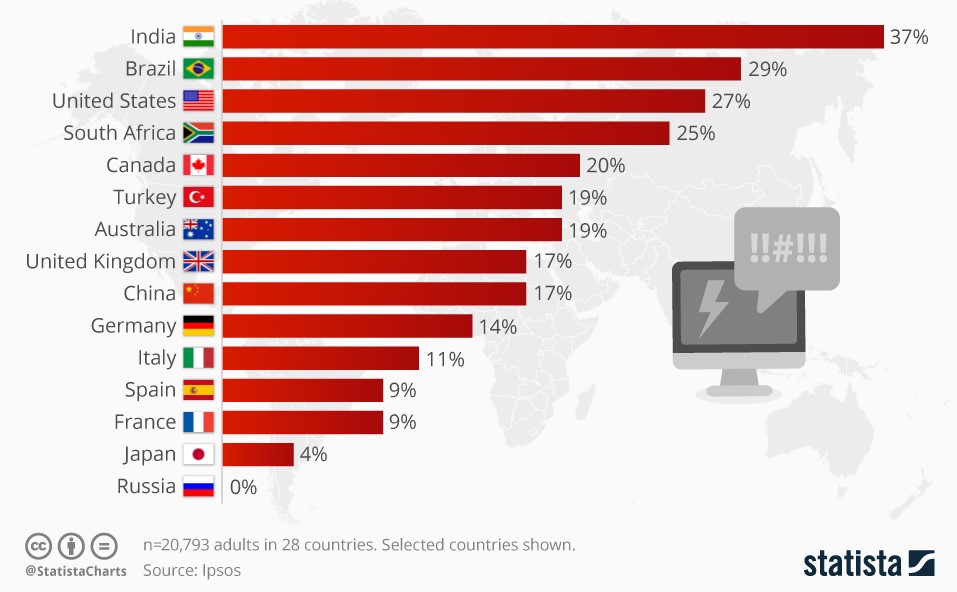 India 37%
Brazil 29%
United States 27%
South Africa 25%
Canada 20%
Turkey 19%
Australia 19%
United Kingdom 17%
China 17%
Germany 14%
Italy 11%
Spain 9%
France 9%
Japan 4%
Russia 0%
!!#!!!
cc
n=20,793 adults in 28 countries. Selected countries shown.
@StatistaCharts Source: Ipsos
statista